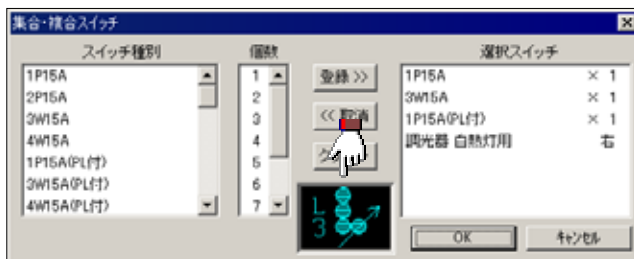 集合・複合スイッチ
スイッチ種別
個数
選択スイッチ
1P15A
2P15A
3W15A
4W15A
1P15A(PL付)
3W15A(PL付)
4W15A(PL付)
1
2
3
4
5
6
7
登録 >>
<< 取消
L
3
1P15A × 1
3W15A × 1
1P15A(PL付) × 1
調光器 白熱灯用 右
OK
キャンセル